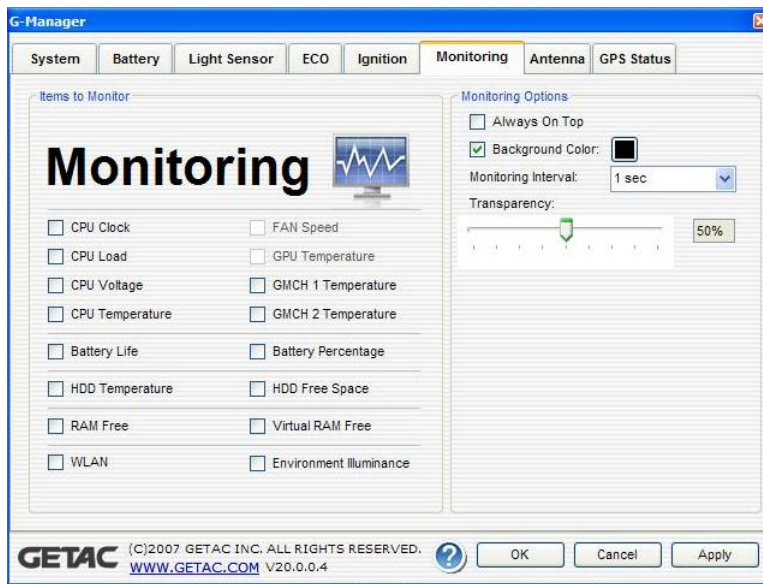 G-Manager
System Battery Light Sensor ECO Ignition Monitoring Antenna GPS Status
Items to Monitor
Monitoring
CPU Clock FAN Speed
CPU Load GPU Temperature
CPU Voltage GMCH 1 Temperature
CPU Temperature GMCH 2 Temperature
Battery Life Battery Percentage
HDD Temperature HDD Free Space
RAM Free Virtual RAM Free
WLAN Environment Illuminance
Monitoring Options
Always On Top
Background Color:
Monitoring Interval: 1 sec
Transparency:
50%
GETAC (C)2007 GETAC INC. ALL RIGHTS RESERVED.
WWW.GETAC.COM V20.0.0.4
? OK Cancel Apply